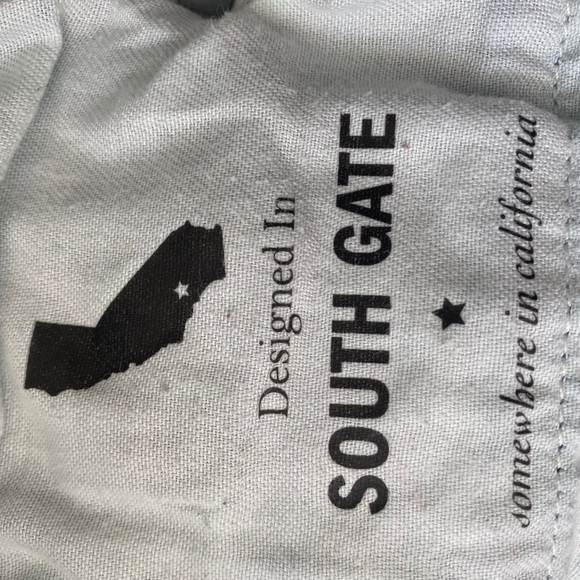 Designed In
SOUTH GATE
somewhere in california